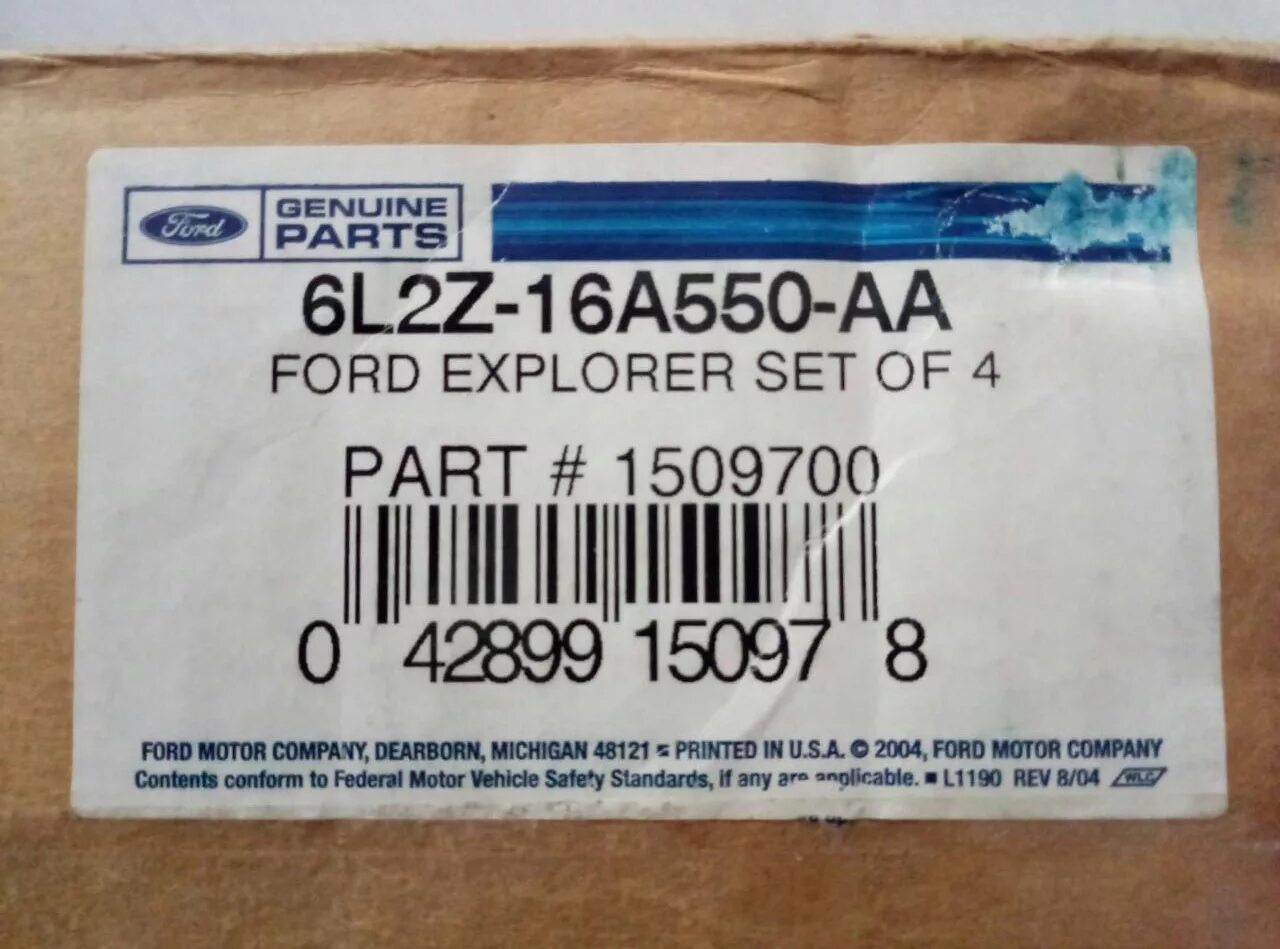 Ford GENUINE
PARTS
6L2Z-16A550-AA
FORD EXPLORER SET OF 4
PART # 1509700
0 42899 15097 8
FORD MOTOR COMPANY, DEARBORN, MICHIGAN 48121 PRINTED IN U.S.A. © 2004, FORD MOTOR COMPANY
Contents conform to Federal Motor Vehicle Safety Standards, if any are applicable. ■ L1190 REV 8/04 WLC